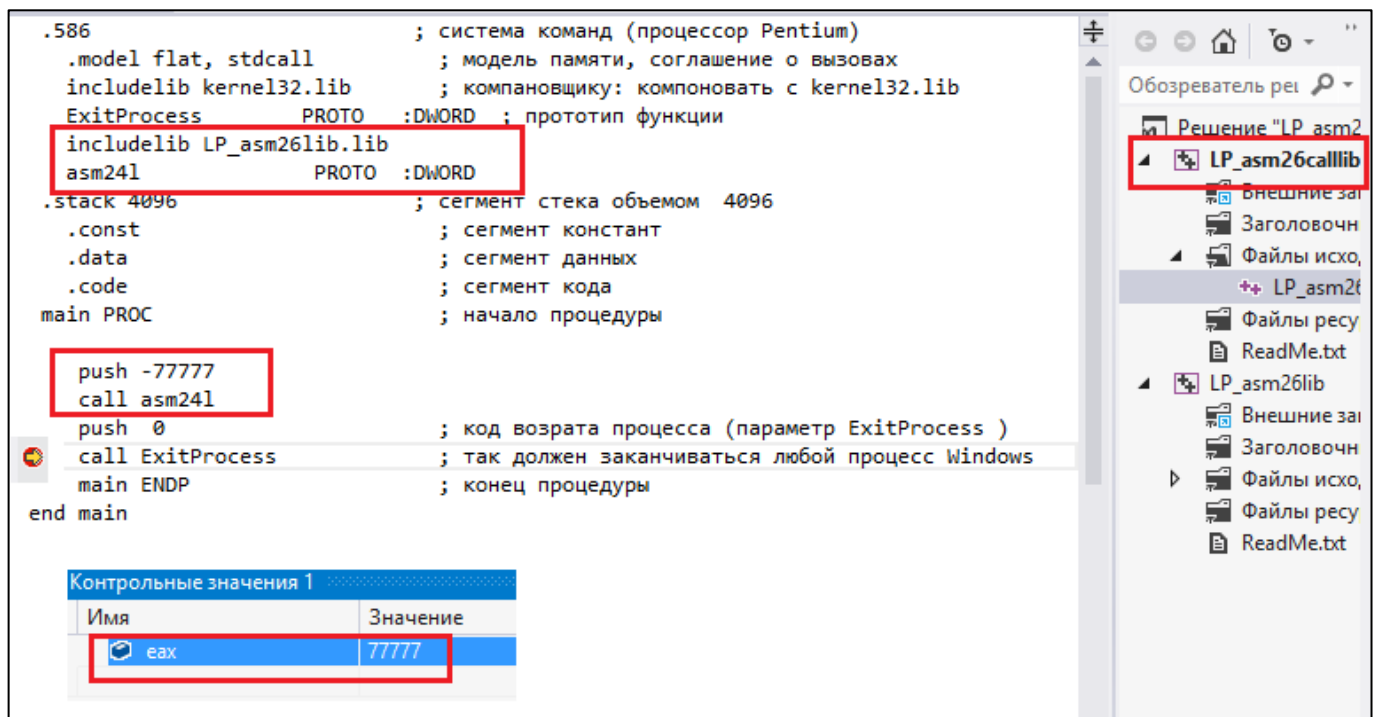 .586 ; система команд (процессор Pentium)
.model flat, stdcall ; модель памяти, соглашение о вызовах
includelib kernel32.lib ; компановщику: компоновать с kernel32.lib
ExitProcess PROTO :DWORD ; прототип функции
includelib LP_asm26lib.lib
asm24l PROTO :DWORD
.stack 4096 ; сегмент стека объемом 4096
.const ; сегмент констант
.data ; сегмент данных
.code ; сегмент кода
main PROC ; начало процедуры
push -77777
call asm24l
push 0 ; код возрата процесса (параметр ExitProcess )
call ExitProcess ; так должен заканчиваться любой процесс Windows
main ENDP ; конец процедуры
end main
Контрольные значения 1
Имя Значение
eax 77777
Обозреватель реш
Решение "LP_asm2
LP_asm26calllib
Внешние зав
Заголовочн
Файлы исхо
LP_asm26
Файлы ресу
ReadMe.txt
LP_asm26lib
Внешние зав
Заголовочн
Файлы исхо
Файлы ресу
ReadMe.txt